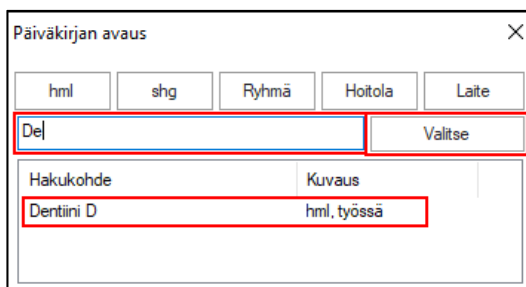 Päiväkirjan avaus
hml shg Ryhmä Hoitola Laite
De Valitse
Hakukohde Kuvaus
Dentiini D hml, työssä